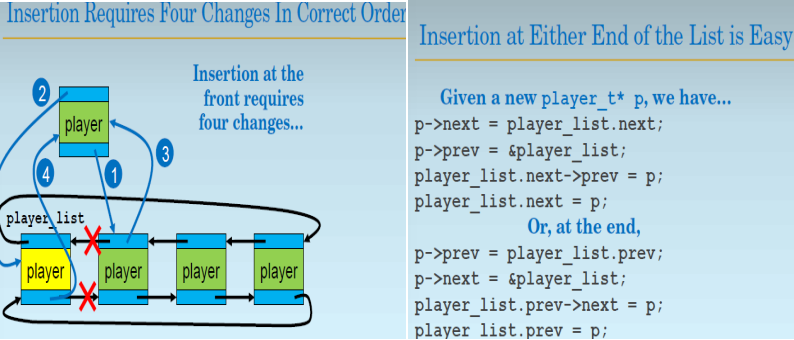 Insertion Requires Four Changes In Correct Order
Insertion at the
front requires
four changes...
2
player
3
4
1
player_list
player
player
player
player
Insertion at Either End of the List is Easy
Given a new player_t* p, we have...
p->next = player_list.next;
p->prev = &player_list;
player_list.next->prev = p;
player_list.next = p;
Or, at the end,
p->prev = player_list.prev;
p->next = &player_list;
player_list.prev->next = p;
player_list.prev = p;